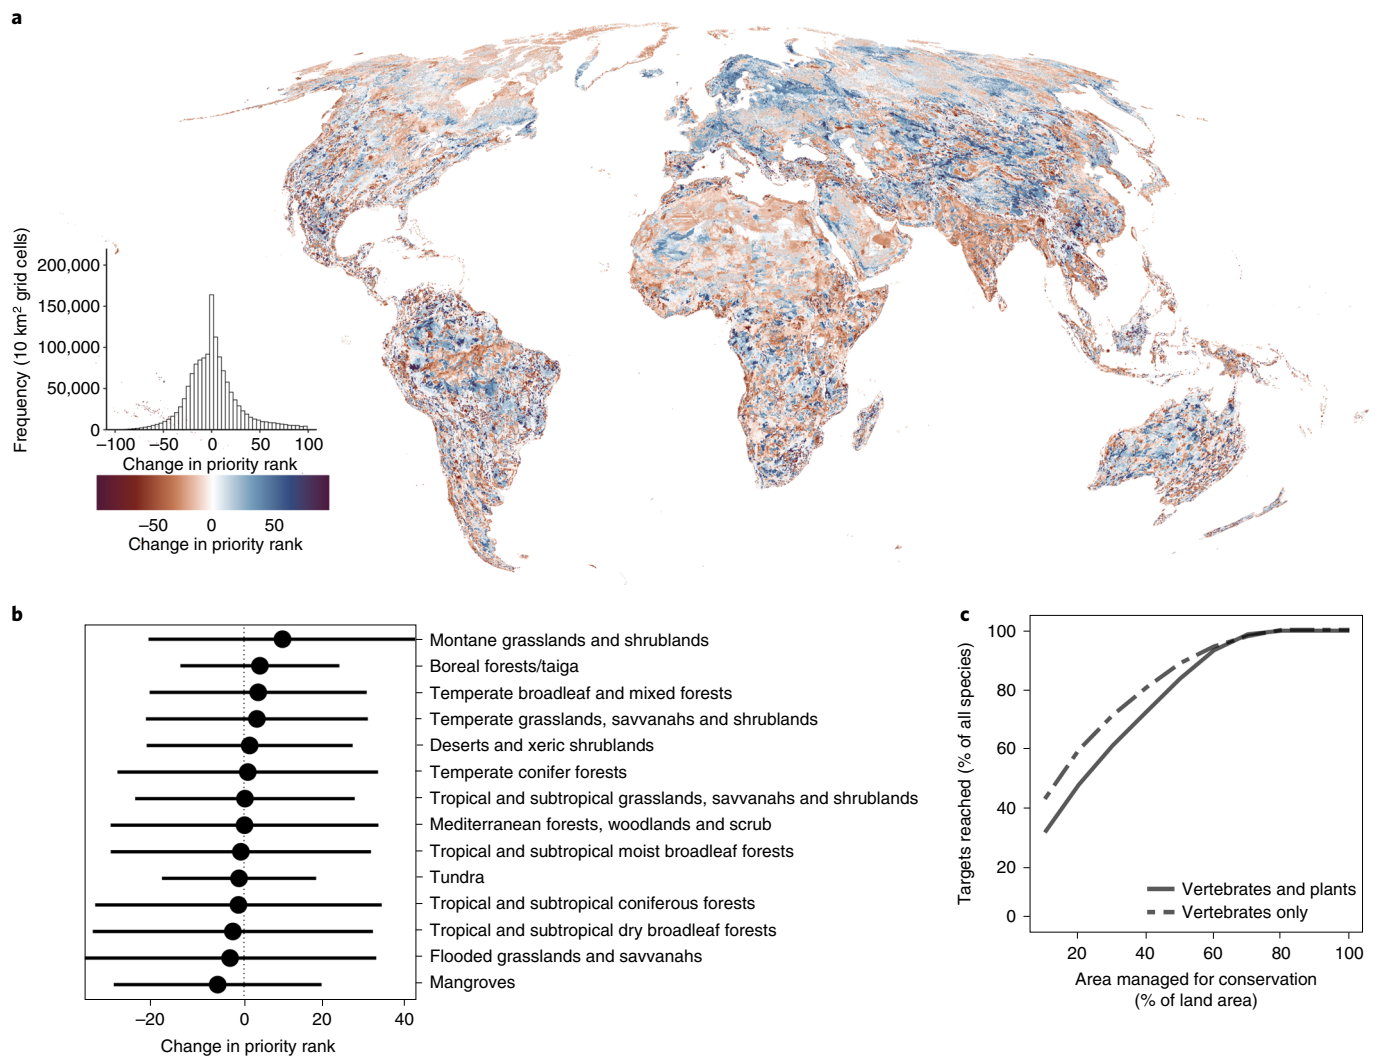 a
Frequency (10 km² grid cells)
200,000
150,000
100,000
50,000
0
−100 −50 0 50 100
Change in priority rank
−50 0 50
Change in priority rank
b
Montane grasslands and shrublands
Boreal forests/taiga
Temperate broadleaf and mixed forests
Temperate grasslands, savvanahs and shrublands
Deserts and xeric shrublands
Temperate conifer forests
Tropical and subtropical grasslands, savvanahs and shrublands
Mediterranean forests, woodlands and scrub
Tropical and subtropical moist broadleaf forests
Tundra
Tropical and subtropical coniferous forests
Tropical and subtropical dry broadleaf forests
Flooded grasslands and savvanahs
Mangroves
−20 0 20 40
Change in priority rank
c
Targets reached (% of all species)
100
80
60
40
20
0
Vertebrates and plants
Vertebrates only
20 40 60 80 100
Area managed for conservation
(% of land area)